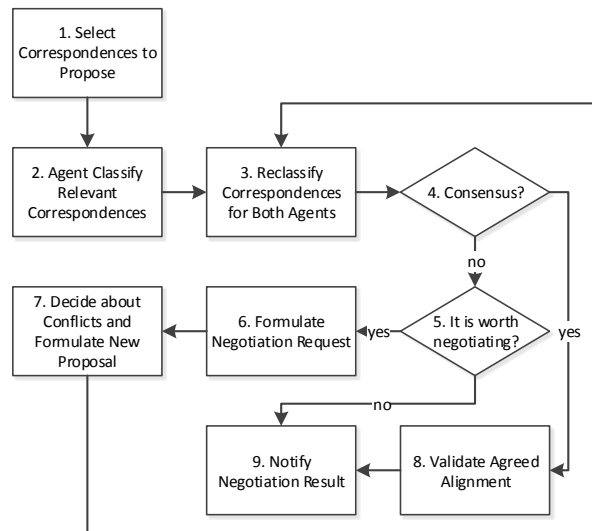 1. Select
Correspondences to
Propose
2. Agent Classify
Relevant
Correspondences
3. Reclassify
Correspondences
for Both Agents
4. Consensus?
no
7. Decide about
Conflicts and
Formulate New
Proposal
6. Formulate
Negotiation Request
yes
5. It is worth
negotiating?
yes
no
9. Notify
Negotiation Result
8. Validate Agreed
Alignment